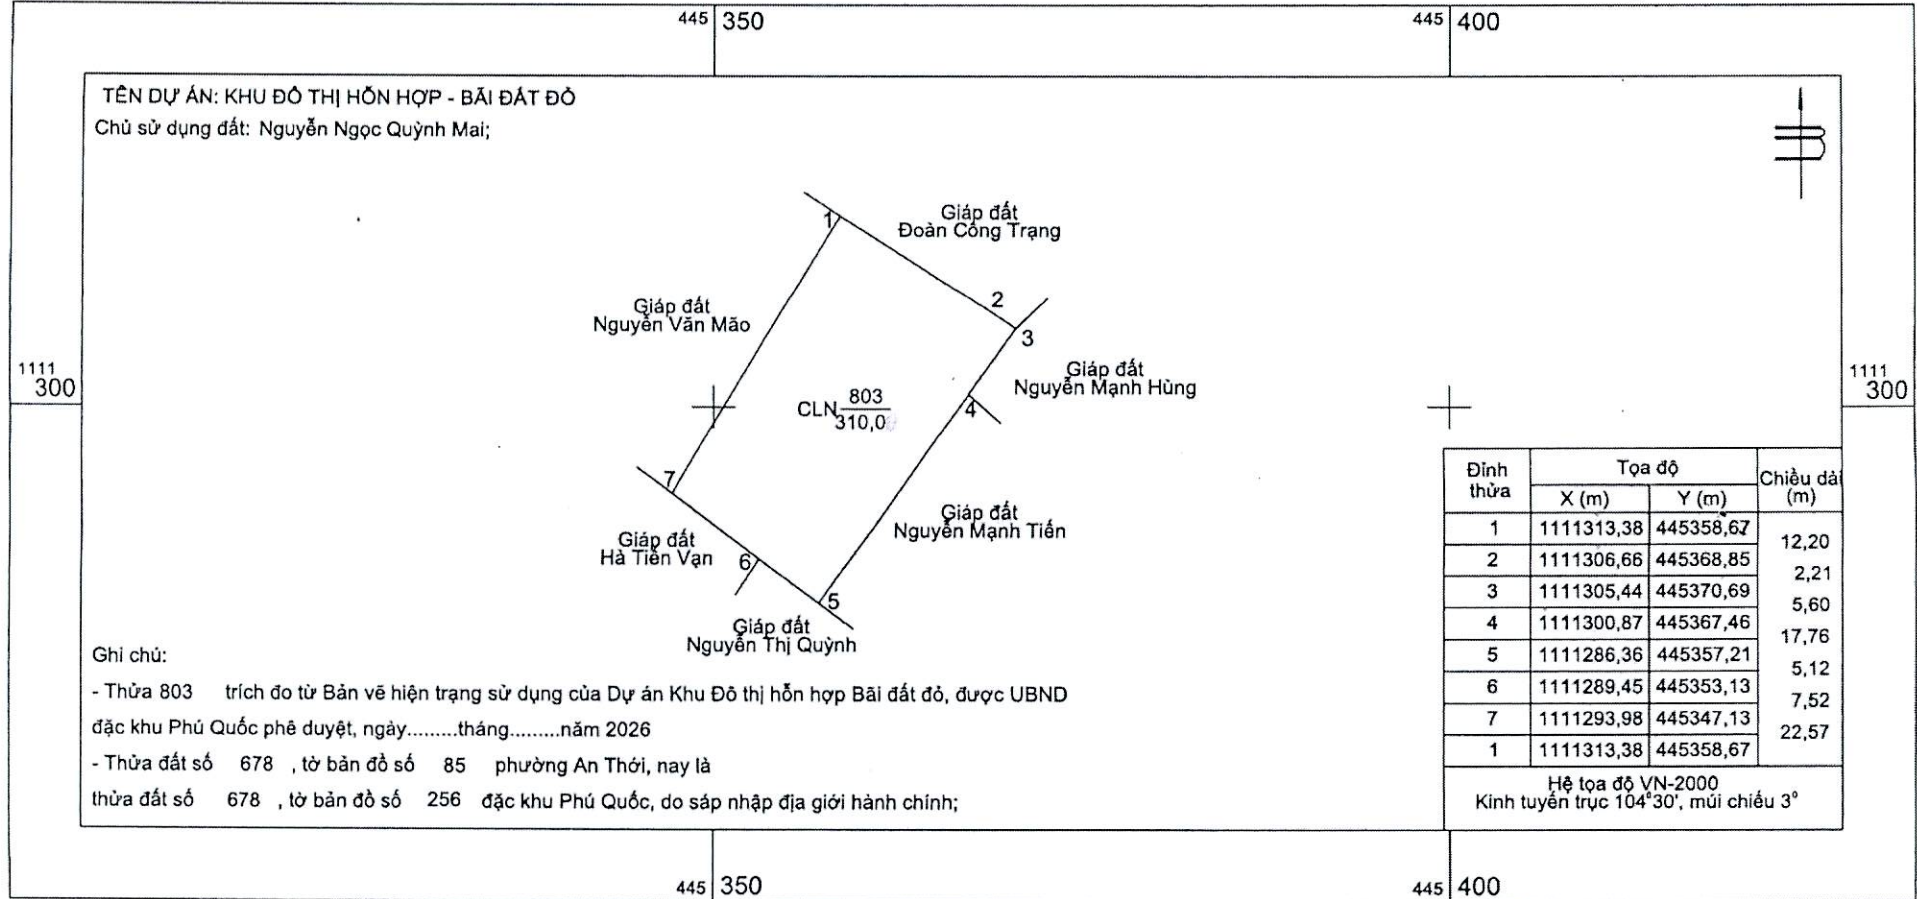 445 350
445 400
TÊN DỰ ÁN: KHU ĐÔ THỊ HỖN HỢP - BÃI ĐẤT ĐỎ
Chủ sử dụng đất: Nguyễn Ngọc Quỳnh Mai;
1
Giáp đất
Đoàn Công Trạng
2
3
Giáp đất
Nguyễn Văn Mão
Giáp đất
Nguyễn Mạnh Hùng
1111
300
1111
300
CLN 803
310,0
4
7
Giáp đất
Nguyễn Mạnh Tiến
Giáp đất
Hà Tiến Vạn
6
5
Giáp đất
Nguyễn Thị Quỳnh
Đỉnh thửa Tọa độ Chiều dài
X (m) Y (m) (m)
1 1111313,38 445358,67
12,20
2 1111306,66 445368,85
2,21
3 1111305,44 445370,69
5,60
4 1111300,87 445367,46
17,76
5 1111286,36 445357,21
5,12
6 1111289,45 445353,13
7,52
7 1111293,98 445347,13
22,57
1 1111313,38 445358,67
Hệ tọa độ VN-2000
Kinh tuyến trục 104°30', múi chiếu 3°
Ghi chú:
- Thửa 803 trích đo từ Bản vẽ hiện trạng sử dụng của Dự án Khu Đô thị hỗn hợp Bãi đất đỏ, được UBND
đặc khu Phú Quốc phê duyệt, ngày.........tháng.........năm 2026
- Thửa đất số 678 , tờ bản đồ số 85 phường An Thới, nay là
thửa đất số 678 , tờ bản đồ số 256 đặc khu Phú Quốc, do sáp nhập địa giới hành chính;
445 350
445 400